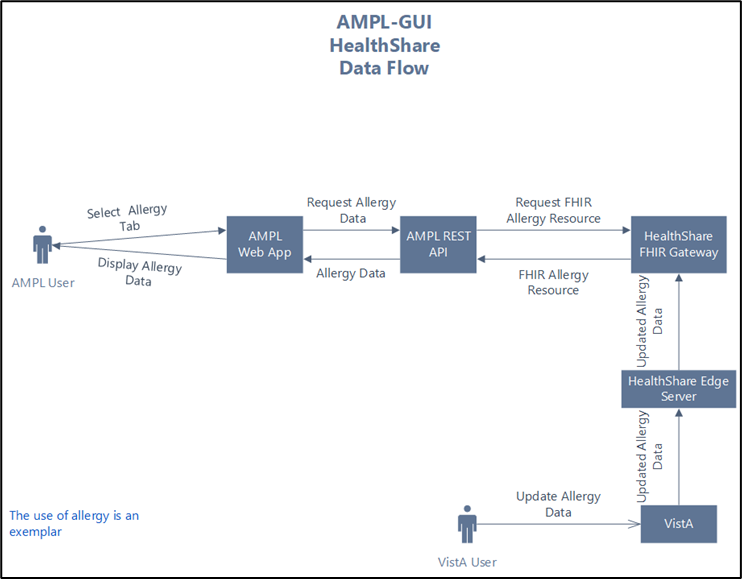 AMPL-GUI
HealthShare
Data Flow
Select Allergy
Tab
Request Allergy
Data
Request FHIR
Allergy Resource
AMPL
Web App
AMPL REST
API
HealthShare
FHIR Gateway
Display Allergy
Data
Allergy Data
FHIR Allergy
Resource
AMPL User
Updated Allergy
Data
HealthShare Edge
Server
Updated Allergy
Data
Update Allergy
Data
VistA
VistA User
The use of allergy is an
exemplar